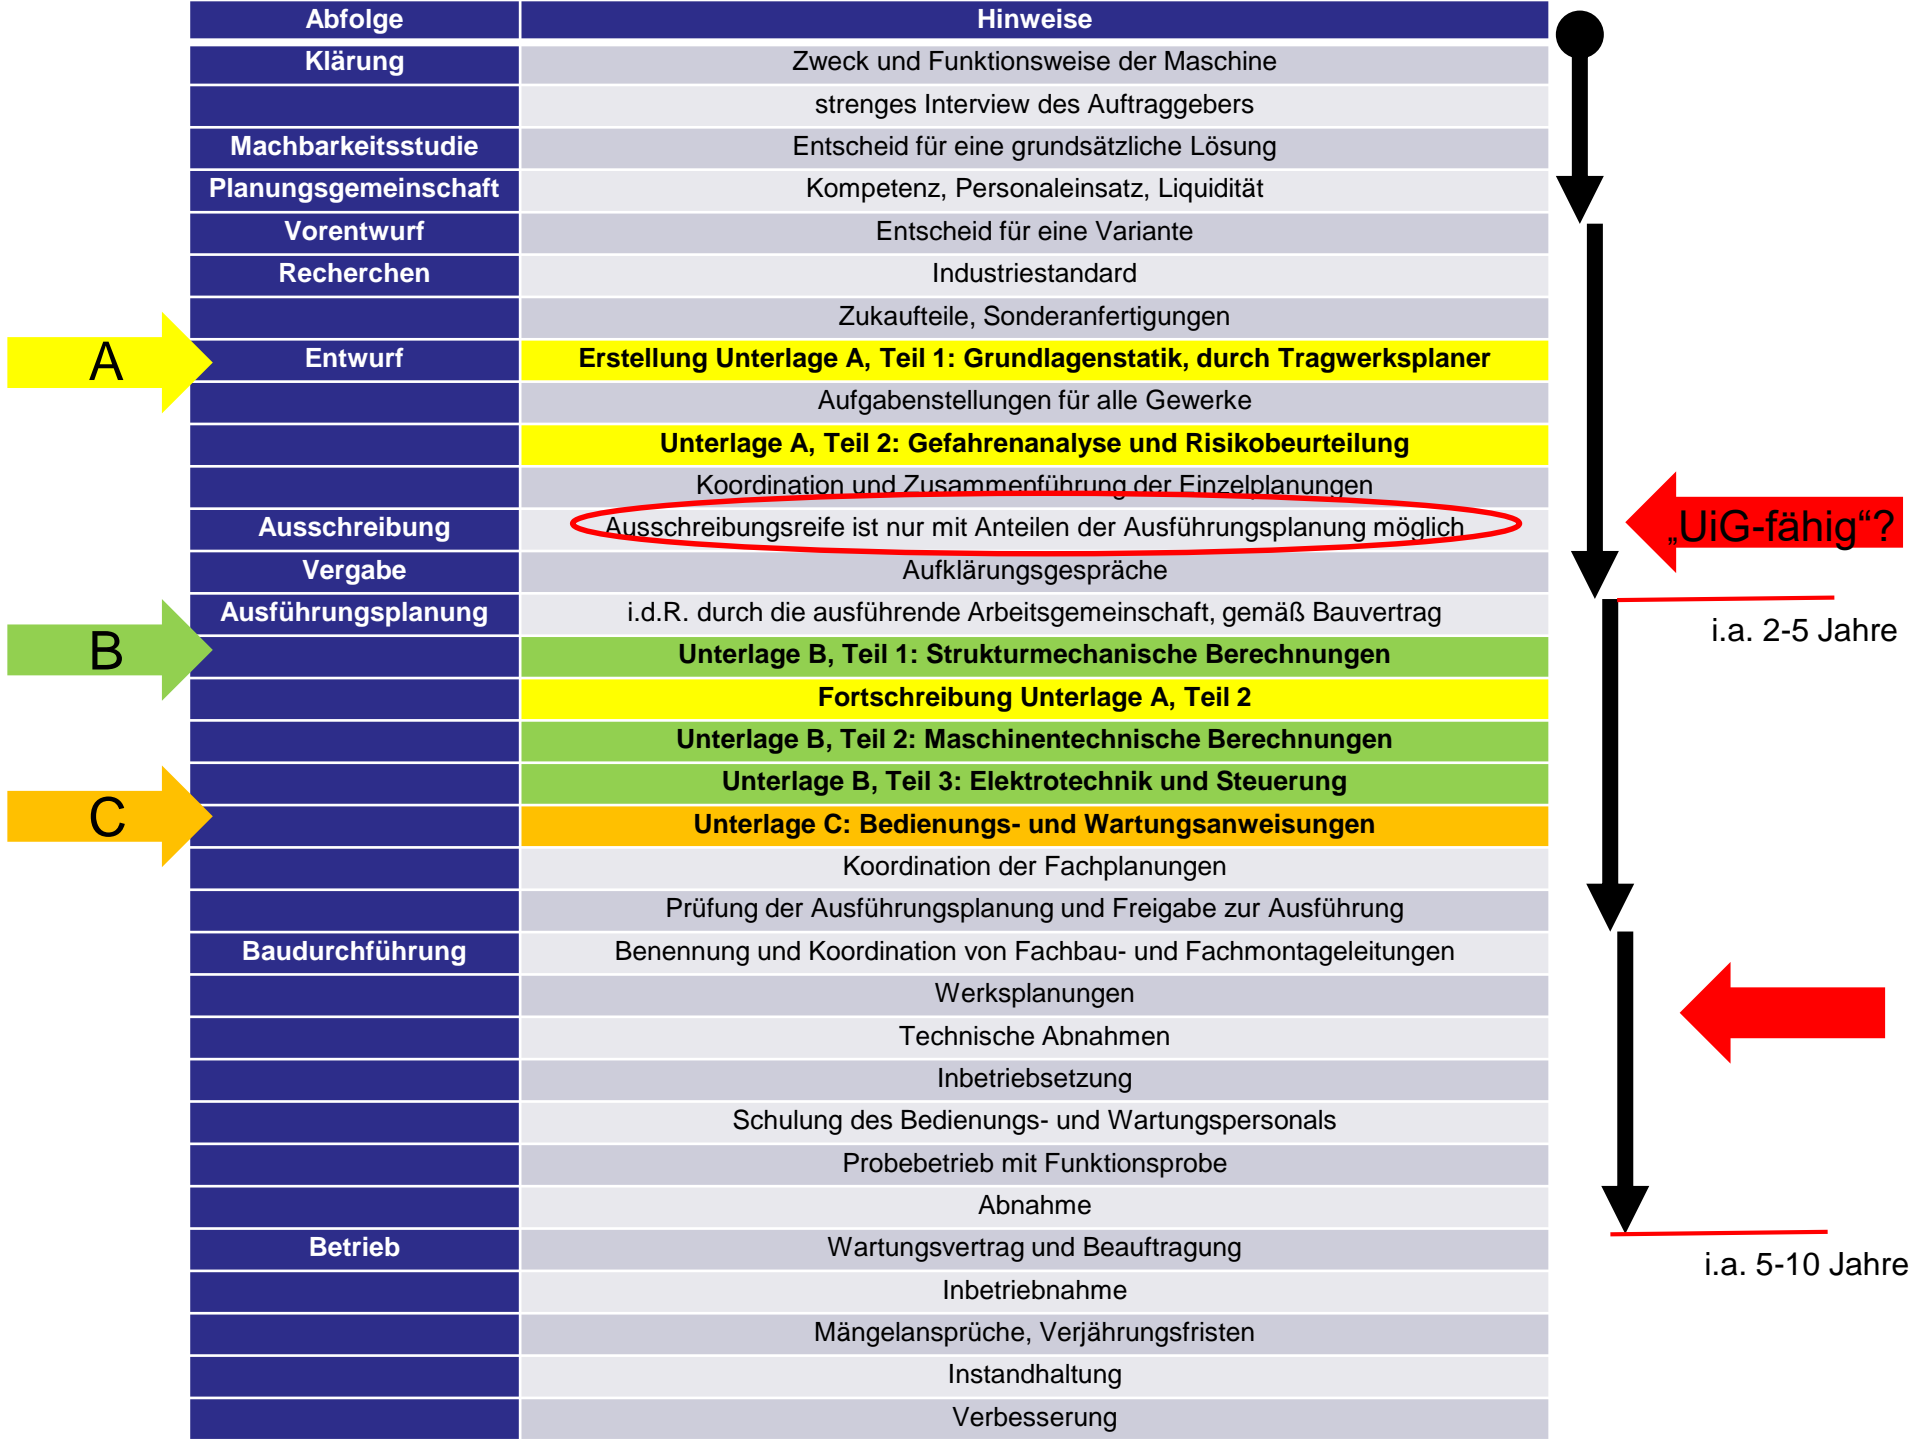 Abfolge Hinweise
Klärung Zweck und Funktionsweise der Maschine
strenges Interview des Auftraggebers
Machbarkeitsstudie Entscheid für eine grundsätzliche Lösung
Planungsgemeinschaft Kompetenz, Personaleinsatz, Liquidität
Vorentwurf Entscheid für eine Variante
Recherchen Industriestandard
Zukaufteile, Sonderanfertigungen
A Entwurf Erstellung Unterlage A, Teil 1: Grundlagenstatik, durch Tragwerksplaner
Aufgabenstellungen für alle Gewerke
Unterlage A, Teil 2: Gefahrenanalyse und Risikobeurteilung
Koordination und Zusammenführung der Einzelplanungen
Ausschreibung Ausschreibungsreife ist nur mit Anteilen der Ausführungsplanung möglich „UiG-fähig“?
Vergabe Aufklärungsgespräche
Ausführungsplanung i.d.R. durch die ausführende Arbeitsgemeinschaft, gemäß Bauvertrag
i.a. 2-5 Jahre
B Unterlage B, Teil 1: Strukturmechanische Berechnungen
Fortschreibung Unterlage A, Teil 2
Unterlage B, Teil 2: Maschinentechnische Berechnungen
Unterlage B, Teil 3: Elektrotechnik und Steuerung
C Unterlage C: Bedienungs- und Wartungsanweisungen
Koordination der Fachplanungen
Prüfung der Ausführungsplanung und Freigabe zur Ausführung
Baudurchführung Benennung und Koordination von Fachbau- und Fachmontageleitungen
Werksplanungen
Technische Abnahmen
Inbetriebsetzung
Schulung des Bedienungs- und Wartungspersonals
Probebetrieb mit Funktionsprobe
Abnahme
Betrieb Wartungsvertrag und Beauftragung
i.a. 5-10 Jahre
Inbetriebnahme
Mängelansprüche, Verjährungsfristen
Instandhaltung
Verbesserung